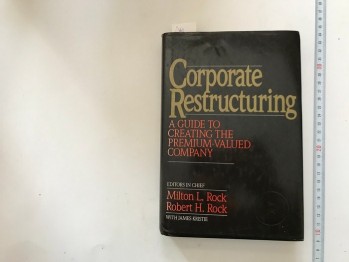 Corporate
Restructuring
A GUIDE TO
CREATING THE
PREMIUM-VALUED
COMPANY
EDITORS IN CHIEF
Milton L. Rock
Robert H. Rock
WITH JAMES KRISTIE